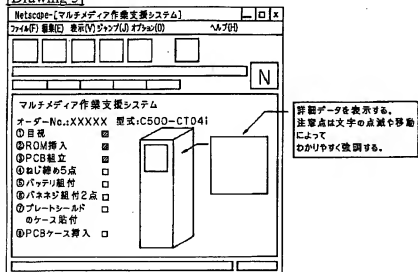 [Drawing 5]
Netscape-[マルチメディア作業支援システム]
ファイル(F) 編集(E) 表示(V) ジャンプ(J) オプション(O) ヘルプ(H)
N
マルチメディア作業支援システム
オーダーNo.:XXXXX 型式:C500-CT04i
①目視
②ROM挿入
③PCB組立
④ねじ締め5点
⑤バッテリ組付
⑥バネネジ組付2点
⑦プレートシールド
のケース貼付
⑧PCBケース挿入
詳細データを表示する。
注意点は文字の点滅や移動
によって
わかりやすく強調する。